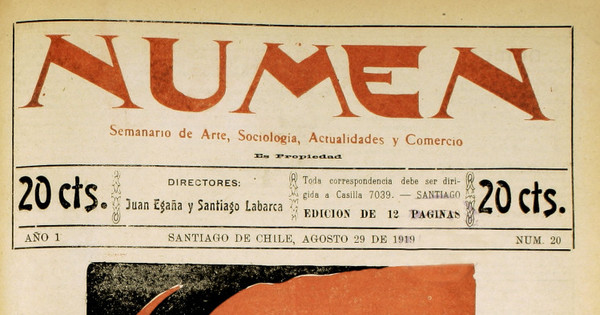 NUMEN
Semanario de Arte, Sociología, Actualidades y Comercio
Es Propiedad
20 cts.
DIRECTORES:
Juan Egaña y Santiago Labarca
Toda correspondencia debe ser diri-
gida a Casilla 7039. — SANTIAGO
EDICION DE 12 PAGINAS
20 cts.
AÑO 1 SANTIAGO DE CHILE, AGOSTO 29 DE 1919 NUM. 20